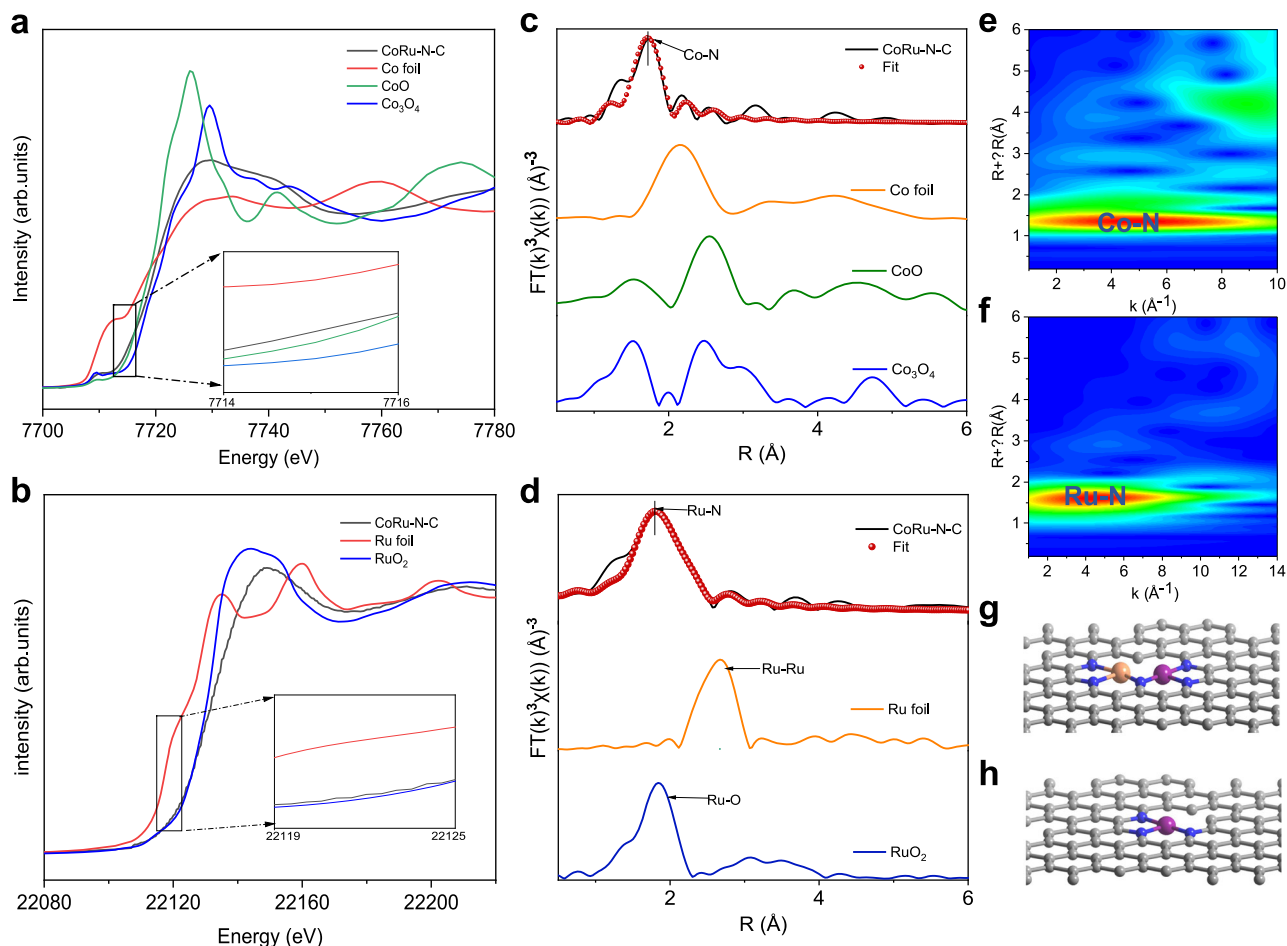 a
CoRu-N-C
Co foil
CoO
Co₃O₄
Intensity (arb.units)
7714
7716
7700
7720
7740
7760
7780
Energy (eV)
b
CoRu-N-C
Ru foil
RuO₂
intensity (arb.units)
22119
22125
22080
22120
22160
22200
Energy (eV)
c
Co-N
CoRu-N-C
Fit
Co foil
CoO
Co₃O₄
FT(k)³χ(k)) (Å)⁻³
2
4
6
R (Å)
d
Ru-N
CoRu-N-C
Fit
Ru-Ru
Ru foil
Ru-O
RuO₂
FT(k)³χ(k)) (Å)⁻³
2
4
6
R (Å)
e
6
5
4
3
2
1
R+?R(Å)
Co-N
2
4
6
8
10
k (Å⁻¹)
f
6
5
4
3
2
1
R+?R(Å)
Ru-N
2
4
6
8
10
12
14
k (Å⁻¹)
g
h